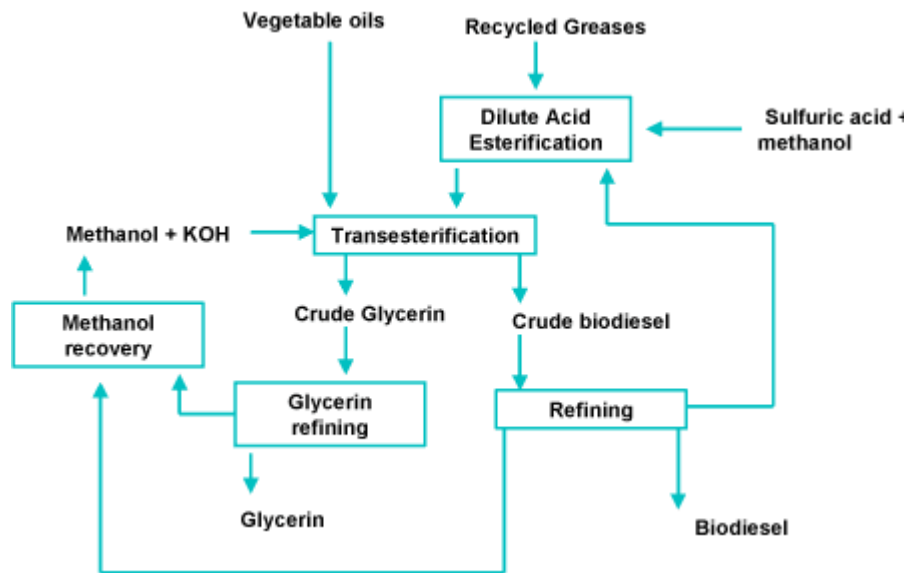 Vegetable oils
Recycled Greases
Dilute Acid
Esterification
Sulfuric acid +
methanol
Methanol + KOH
Transesterification
Crude Glycerin
Crude biodiesel
Methanol
recovery
Glycerin
refining
Refining
Glycerin
Biodiesel